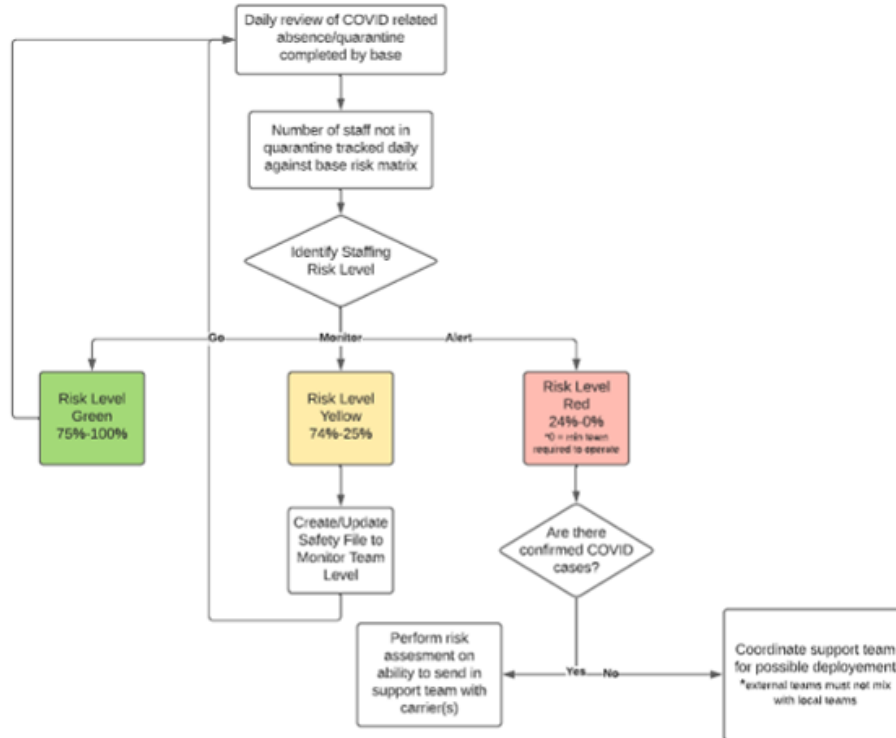 Daily review of COVID related
absence/quarantine
completed by base
Number of staff not in
quarantine tracked daily
against base risk matrix
Identify Staffing
Risk Level
Go
Monitor
Alert
Risk Level
Green
75%-100%
Risk Level
Yellow
74%-25%
Risk Level
Red
24%-0%
*0 = min team
required to operate
Create/Update
Safety File to
Monitor Team
Level
Are there
confirmed COVID
cases?
Yes
No
Perform risk
assesment on
ability to send in
support team with
carrier(s)
Coordinate support team
for possible deployement
*external teams must not mix
with local teams